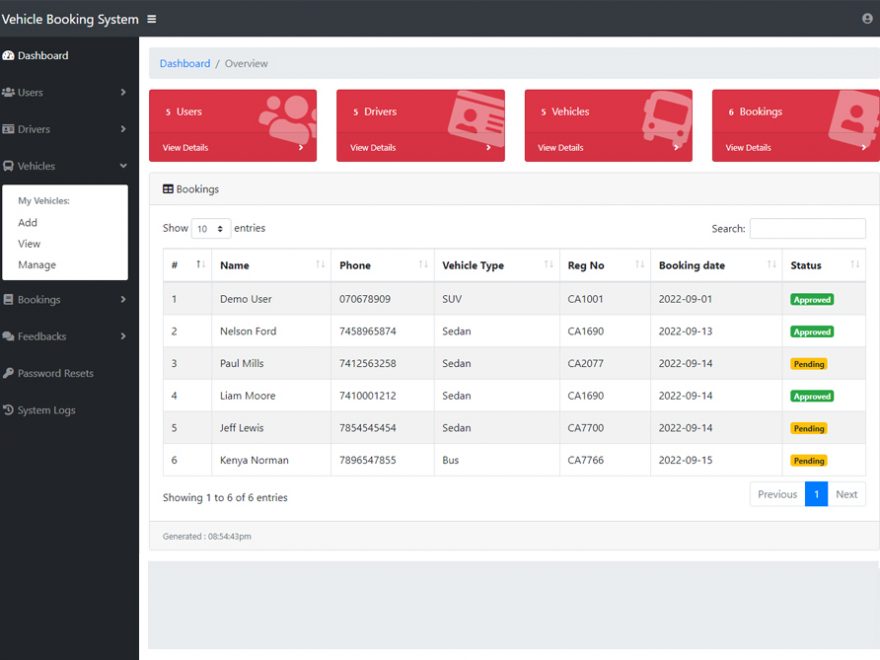 Vehicle Booking System
Dashboard
Users
Drivers
Vehicles
My Vehicles:
Add
View
Manage
Bookings
Feedbacks
Password Resets
System Logs
Dashboard / Overview
5 Users
View Details
5 Drivers
View Details
5 Vehicles
View Details
6 Bookings
View Details
Bookings
Show 10 entries Search:
# Name Phone Vehicle Type Reg No Booking date Status
1 Demo User 070678909 SUV CA1001 2022-09-01 Approved
2 Nelson Ford 7458965874 Sedan CA1690 2022-09-13 Approved
3 Paul Mills 7412563258 Sedan CA2077 2022-09-14 Pending
4 Liam Moore 7410001212 Sedan CA1690 2022-09-14 Approved
5 Jeff Lewis 7854545454 Sedan CA7700 2022-09-14 Pending
6 Kenya Norman 7896547855 Bus CA7766 2022-09-15 Pending
Showing 1 to 6 of 6 entries Previous 1 Next
Generated : 08:54:43pm